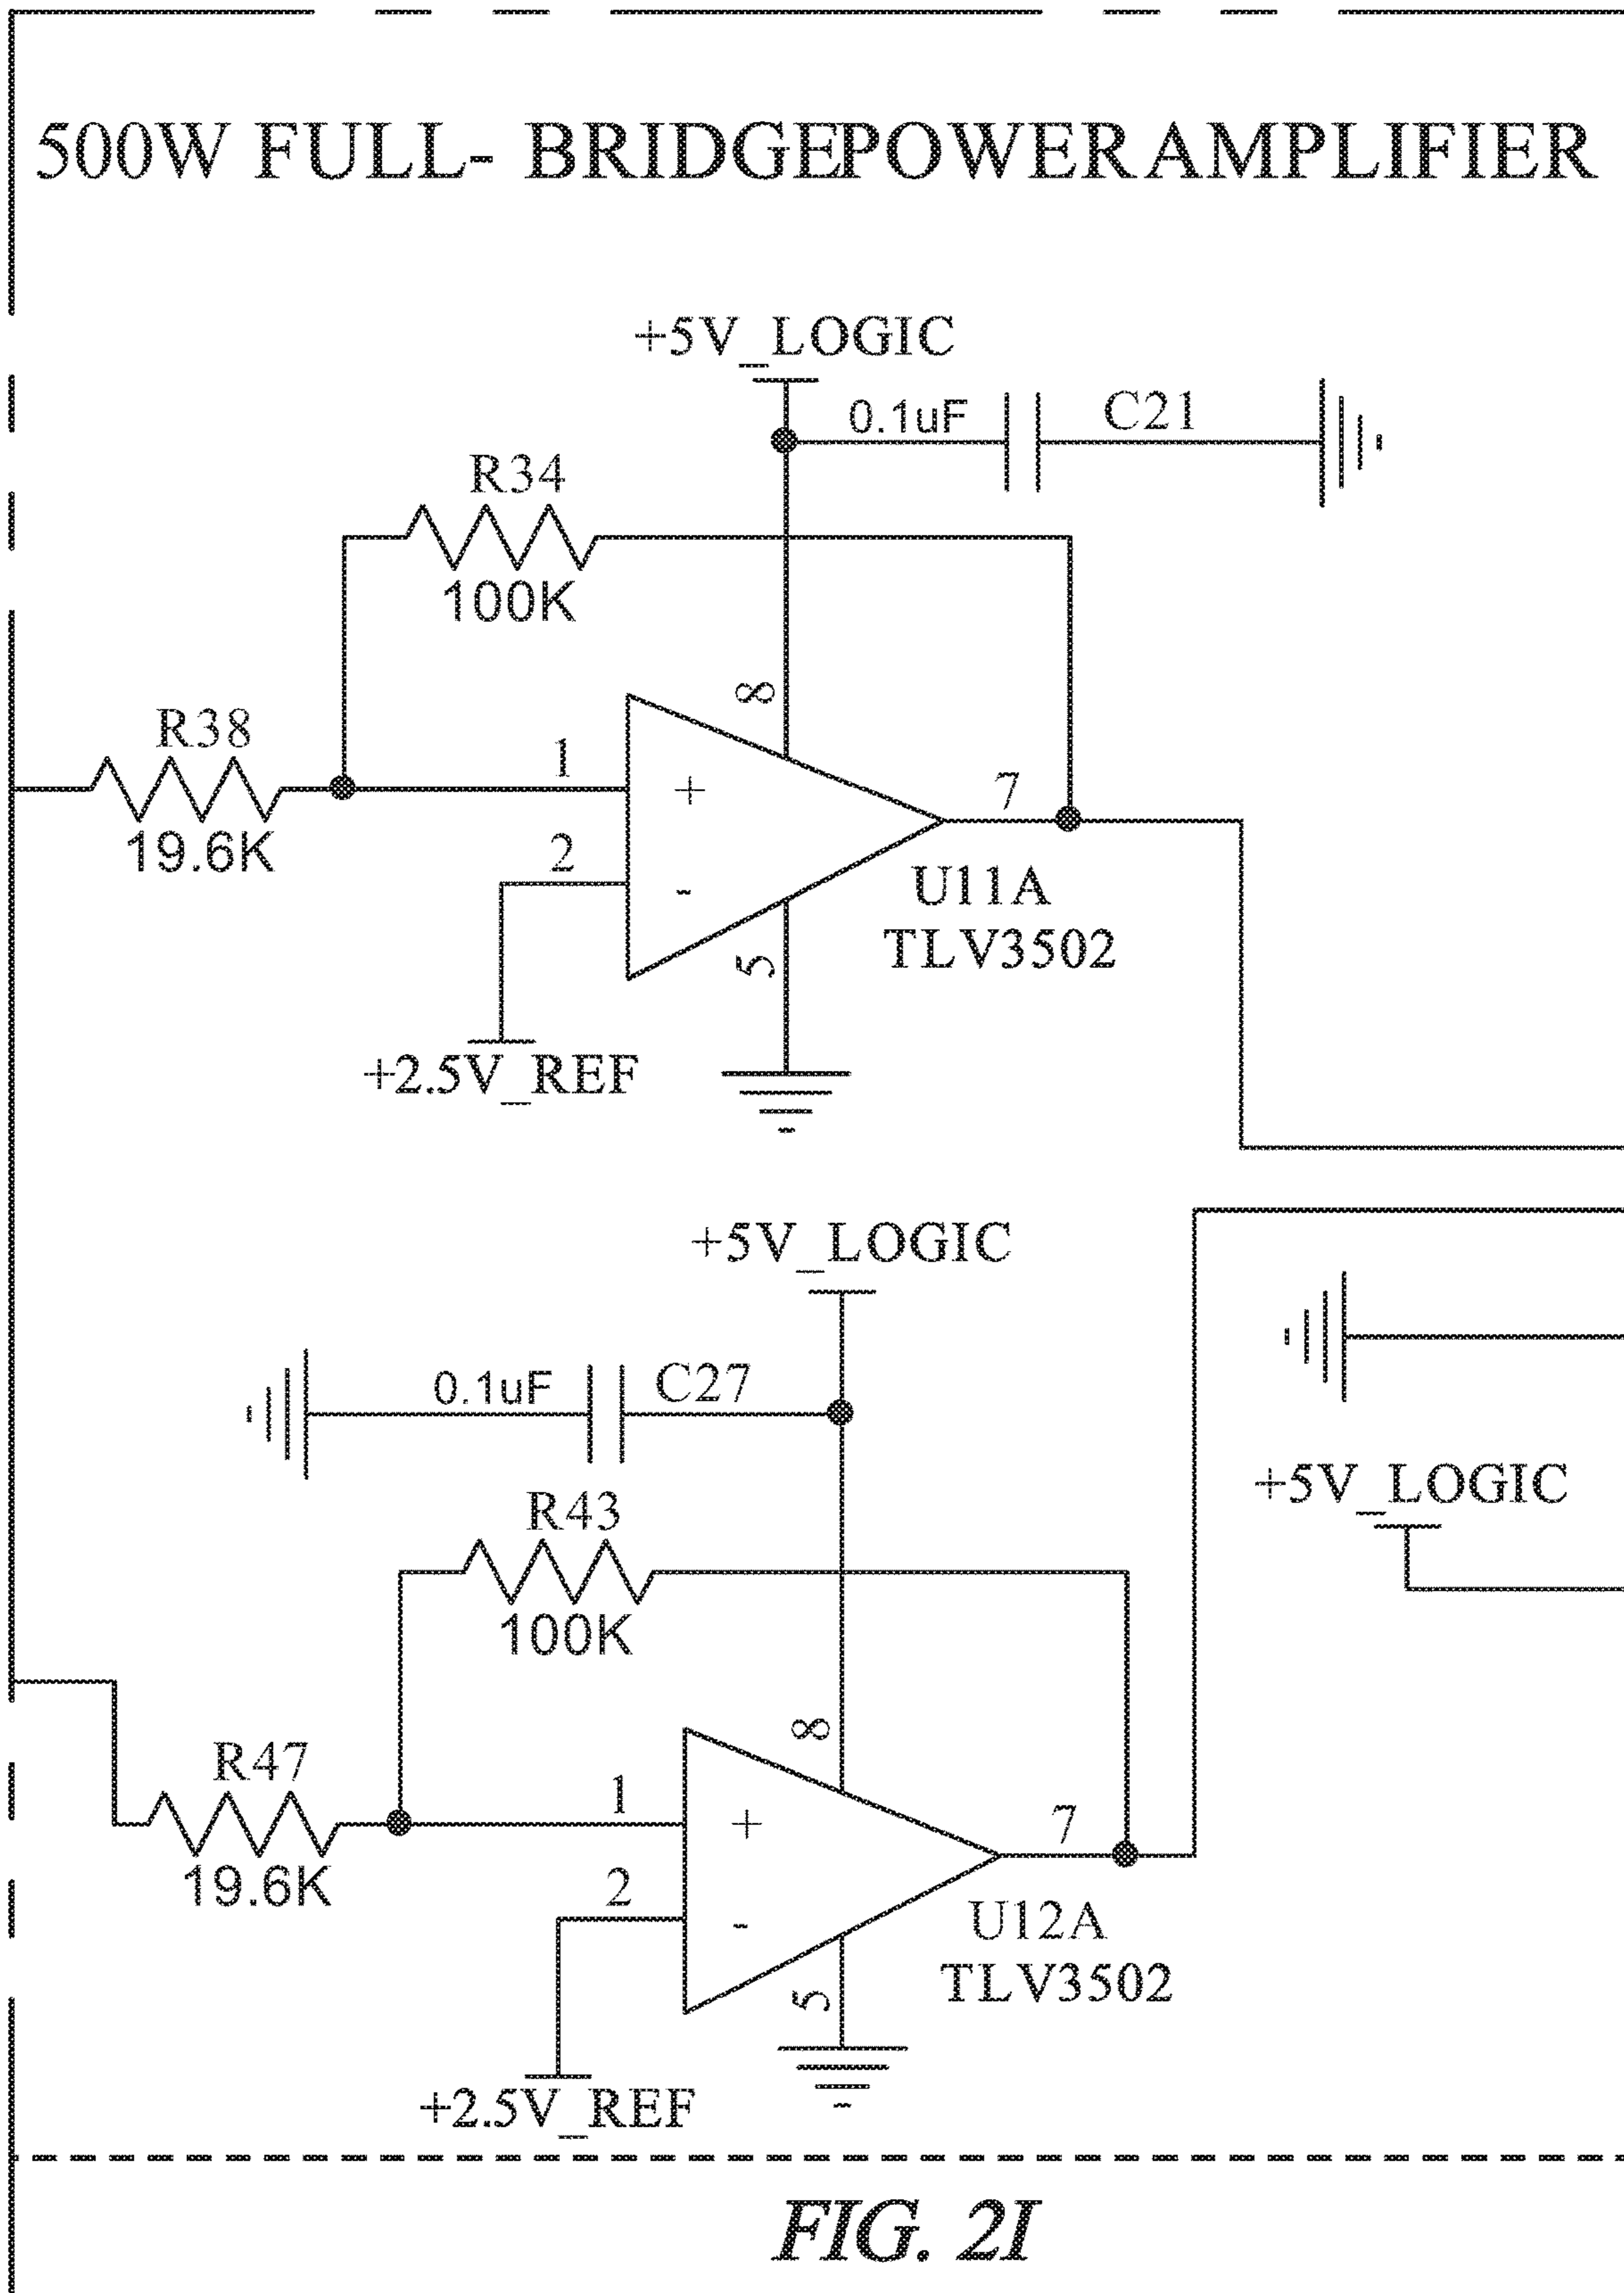 500W FULL- BRIDGEPOWERAMPLIFIER
+5V_LOGIC
0.1uF
C21
R34
100K
8
R38
19.6K
1
+
7
2
-
U11A
TLV3502
5
+2.5V_REF
+5V_LOGIC
0.1uF
C27
+5V_LOGIC
R43
100K
8
R47
19.6K
1
+
7
2
-
U12A
TLV3502
5
+2.5V_REF
FIG. 2I